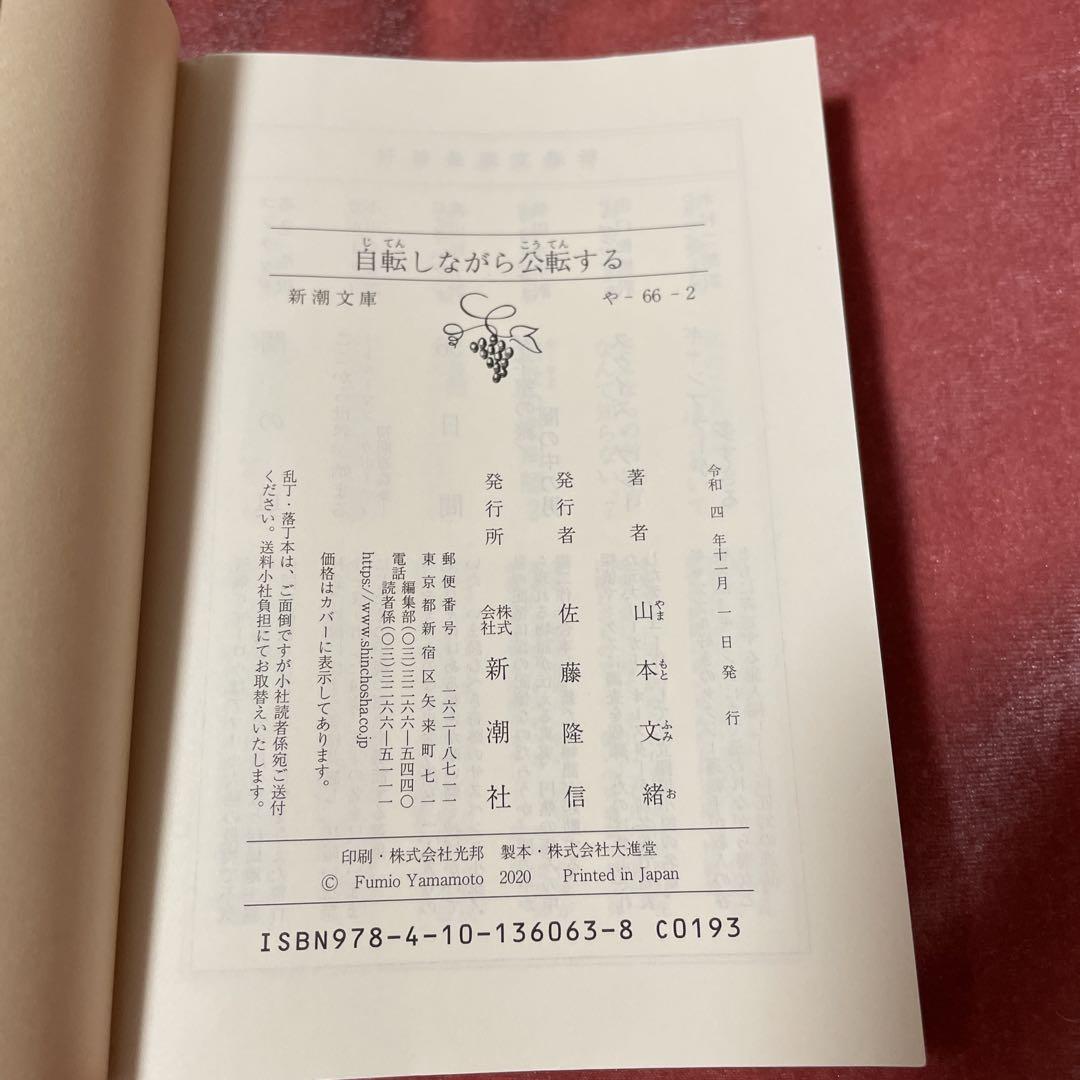 自転しながら公転する
新潮文庫　や-66-2
令和四年十一月一日発行
著者　山本文緒
発行者　佐藤隆信
発行所　株式会社　新潮社
郵便番号　一六二―八七一一
東京都新宿区矢来町七一
電話　編集部(〇三)三二六六―五四四〇
読者係(〇三)三二六六―五一一一
https://www.shinchosha.co.jp
価格はカバーに表示してあります。
乱丁・落丁本は、ご面倒ですが小社読者係宛ご送付
ください。送料小社負担にてお取替えいたします。
印刷・株式会社光邦　製本・株式会社大進堂
© Fumio Yamamoto 2020 Printed in Japan
ISBN978-4-10-136063-8 C0193